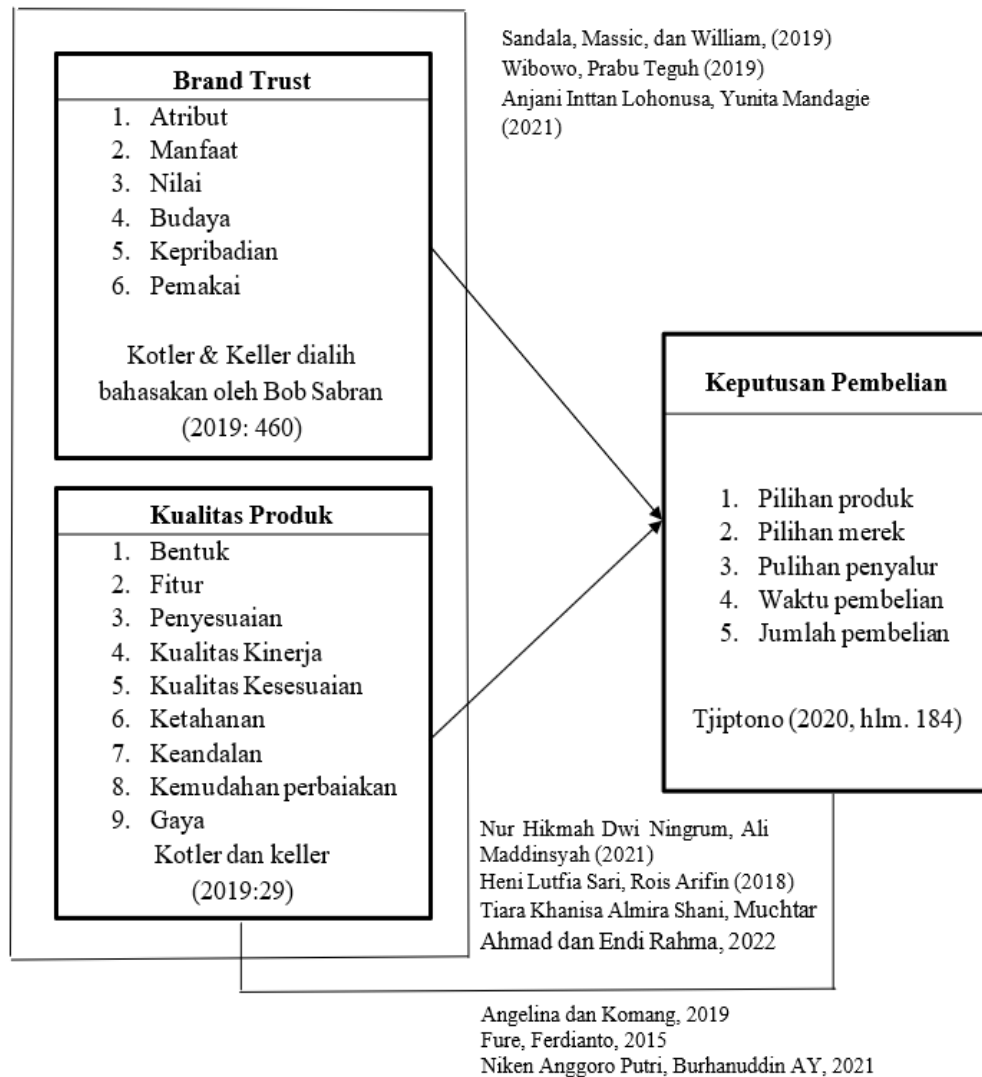 Sandala, Massic, dan William, (2019)
Wibowo, Prabu Teguh (2019)
Anjani Inttan Lohonusa, Yunita Mandagie
(2021)
Brand Trust
1. Atribut
2. Manfaat
3. Nilai
4. Budaya
5. Kepribadian
6. Pemakai
Kotler & Keller dialih
bahasakan oleh Bob Sabran
(2019: 460)
Kualitas Produk
1. Bentuk
2. Fitur
3. Penyesuaian
4. Kualitas Kinerja
5. Kualitas Kesesuaian
6. Ketahanan
7. Keandalan
8. Kemudahan perbaiakan
9. Gaya
Kotler dan keller
(2019:29)
Keputusan Pembelian
1. Pilihan produk
2. Pilihan merek
3. Pulihan penyalur
4. Waktu pembelian
5. Jumlah pembelian
Tjiptono (2020, hlm. 184)
Nur Hikmah Dwi Ningrum, Ali
Maddinsyah (2021)
Heni Lutfia Sari, Rois Arifin (2018)
Tiara Khanisa Almira Shani, Muchtar
Ahmad dan Endi Rahma, 2022
Angelina dan Komang, 2019
Fure, Ferdianto, 2015
Niken Anggoro Putri, Burhanuddin AY, 2021